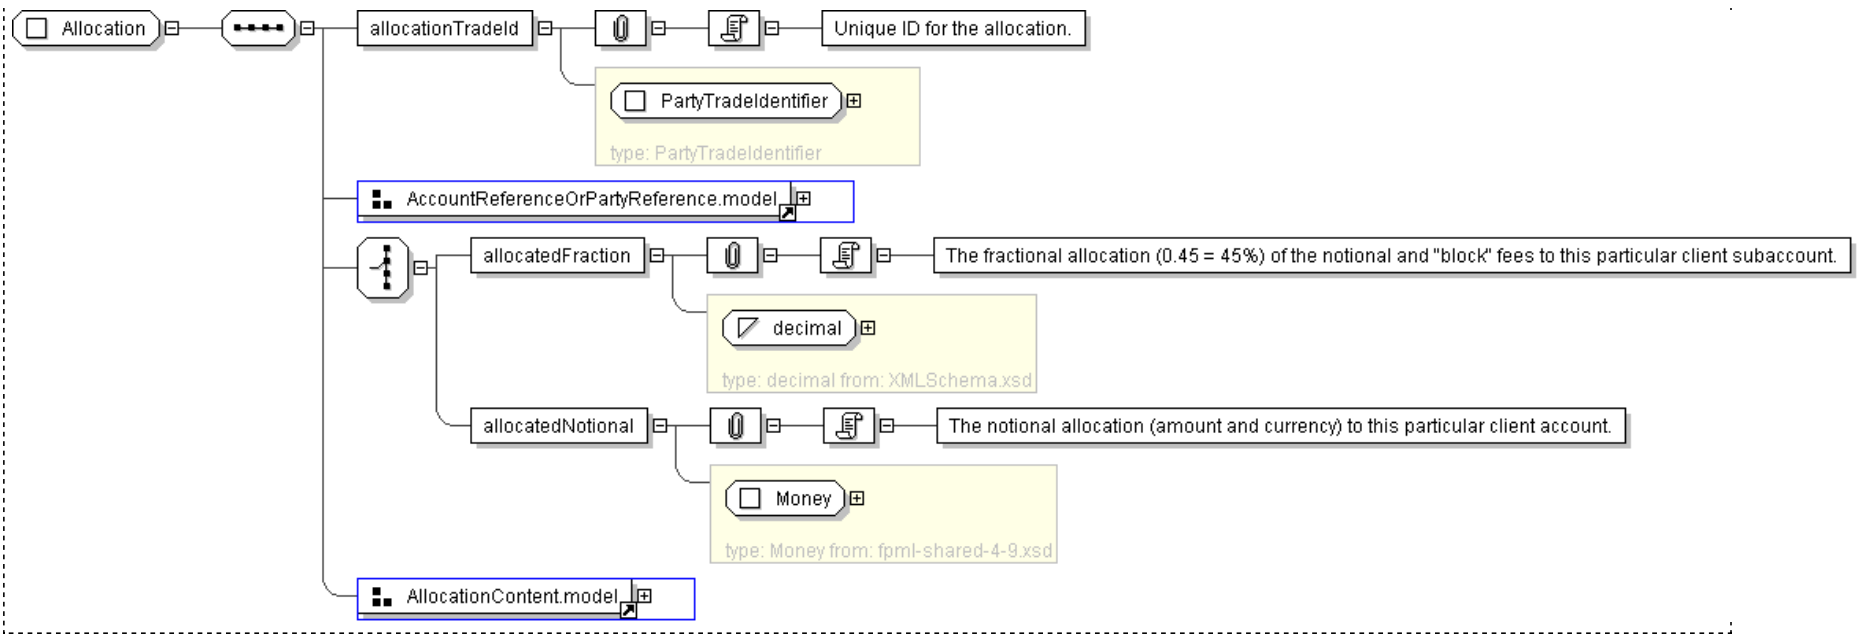 Allocation
allocationTradeId
Unique ID for the allocation.
PartyTradeIdentifier
type: PartyTradeIdentifier
AccountReferenceOrPartyReference.model
allocatedFraction
The fractional allocation (0.45 = 45%) of the notional and "block" fees to this particular client subaccount.
decimal
type: decimal from: XMLSchema.xsd
allocatedNotional
The notional allocation (amount and currency) to this particular client account.
Money
type: Money from: fpml-shared-4-9.xsd
AllocationContent.model